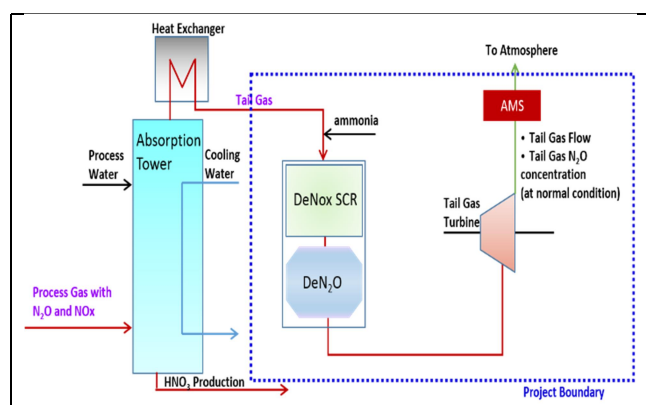 Heat Exchanger
To Atmosphere
Tail Gas
AMS
ammonia
• Tail Gas Flow
• Tail Gas N₂O
concentration
(at normal condition)
Absorption
Tower
Process
Water
Cooling
Water
DeNox SCR
Tail Gas
Turbine
DeN₂O
Process Gas with
N₂O and NOx
HNO₃ Production
Project Boundary